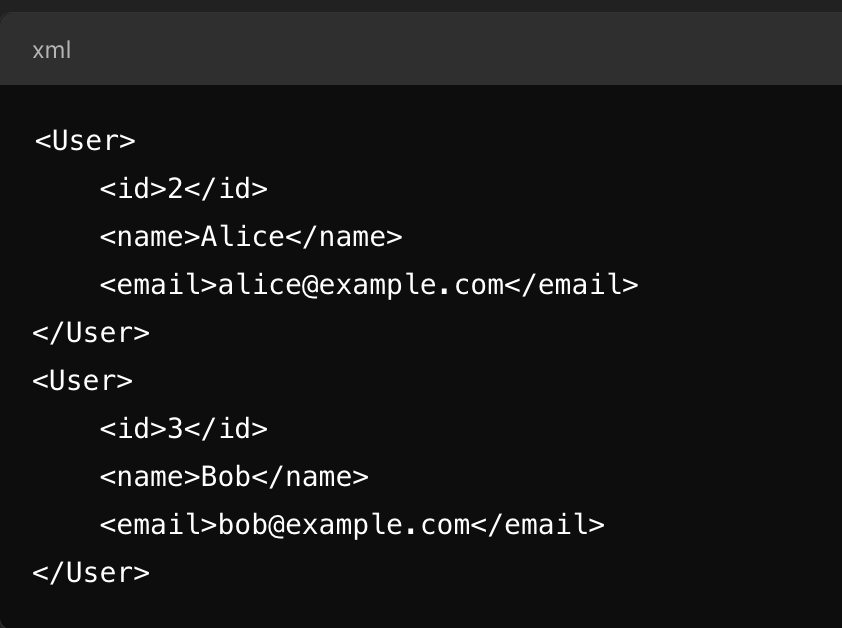 xml
<User>
    <id>2</id>
    <name>Alice</name>
    <email>alice@example.com</email>
</User>
<User>
    <id>3</id>
    <name>Bob</name>
    <email>bob@example.com</email>
</User>